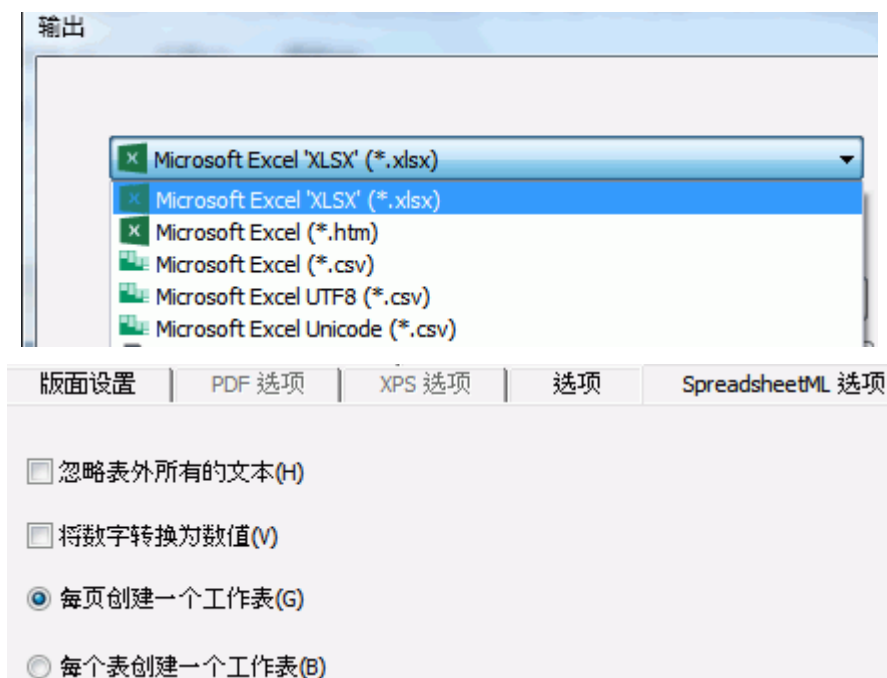 输出
Microsoft Excel 'XLSX' (*.xlsx)
Microsoft Excel 'XLSX' (*.xlsx)
Microsoft Excel (*.htm)
Microsoft Excel (*.csv)
Microsoft Excel UTF8 (*.csv)
Microsoft Excel Unicode (*.csv)
版面设置 PDF 选项 XPS 选项 选项 SpreadsheetML 选项
忽略表外所有的文本(H)
将数字转换为数值(V)
每页创建一个工作表(G)
每个表创建一个工作表(B)